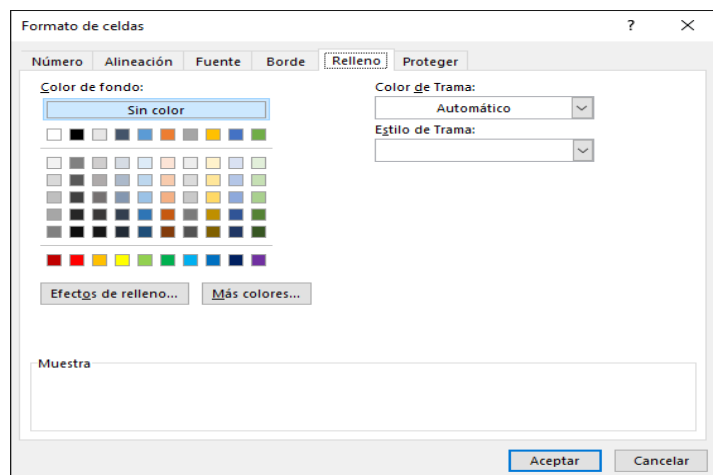 Formato de celdas ?
Número Alineación Fuente Borde Relleno Proteger
Color de fondo:
Sin color
Color de Trama:
Automático
Estilo de Trama:
Efectos de relleno... Más colores...
Muestra
Aceptar Cancelar